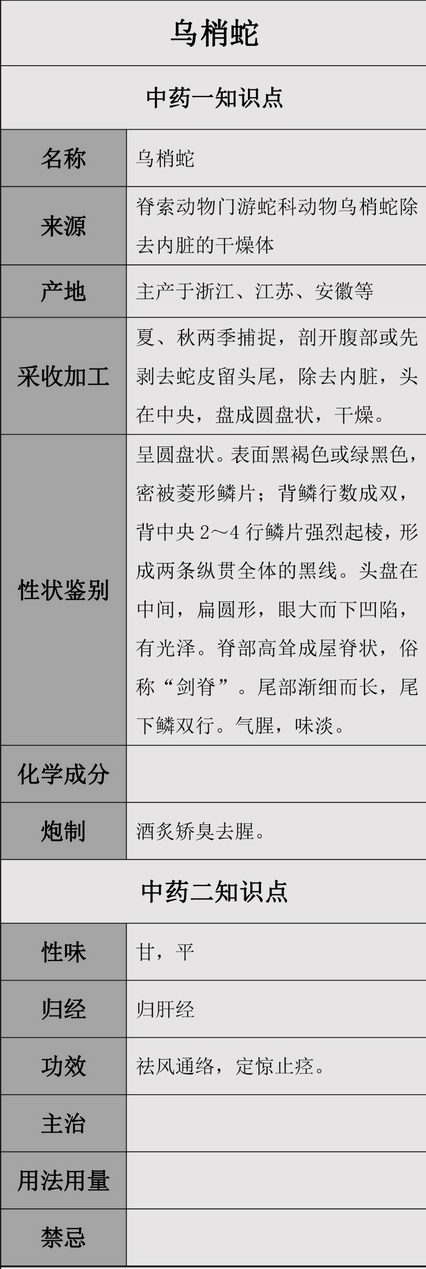 乌梢蛇
中药一知识点
名称
乌梢蛇
来源
脊索动物门游蛇科动物乌梢蛇除
去内脏的干燥体
产地
主产于浙江、江苏、安徽等
采收加工
夏、秋两季捕捉，剖开腹部或先
剥去蛇皮留头尾，除去内脏，头
在中央，盘成圆盘状，干燥。
性状鉴别
呈圆盘状。表面黑褐色或绿黑色，
密被菱形鳞片；背鳞行数成双，
背中央2～4行鳞片强烈起棱，形
成两条纵贯全体的黑线。头盘在
中间，扁圆形，眼大而下凹陷，
有光泽。脊部高耸成屋脊状，俗
称“剑脊”。尾部渐细而长，尾
下鳞双行。气腥，味淡。
化学成分
炮制
酒炙矫臭去腥。
中药二知识点
性味
甘，平
归经
归肝经
功效
祛风通络，定惊止痉。
主治
用法用量
禁忌